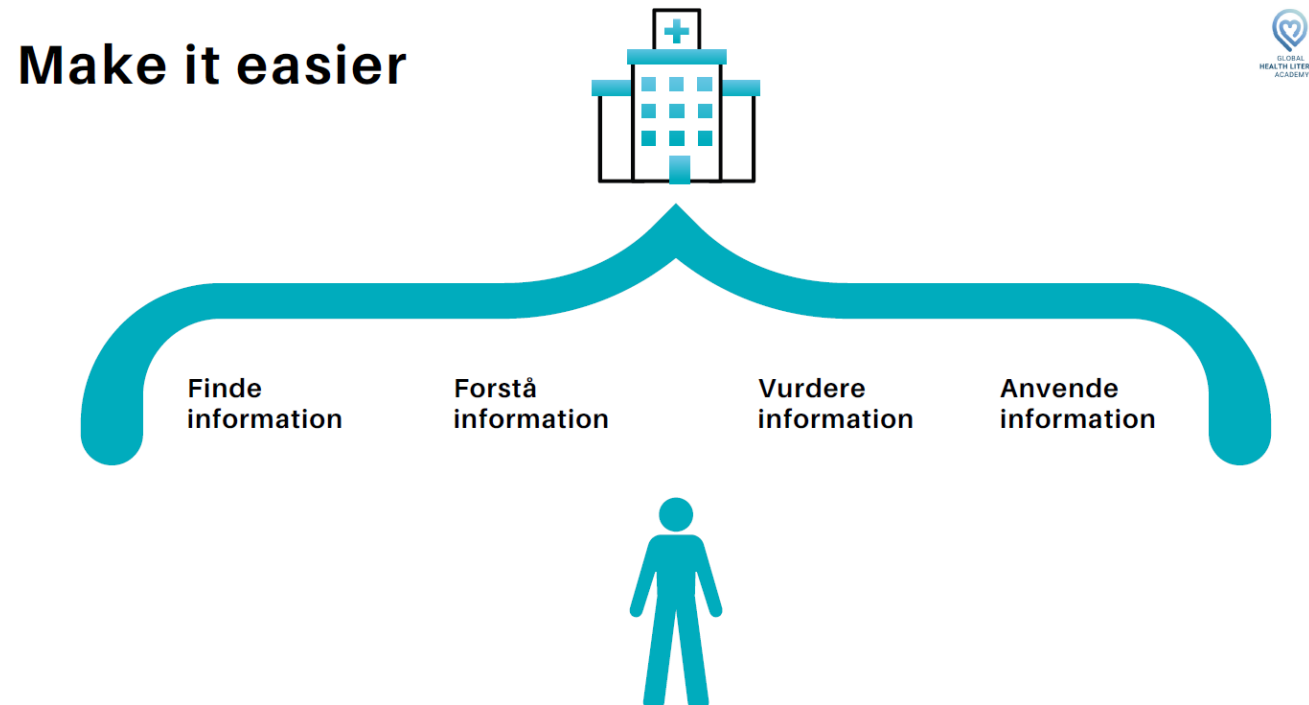 Make it easier
GLOBAL
HEALTH LITER
ACADEMY
Finde
information
Forstå
information
Vurdere
information
Anvende
information